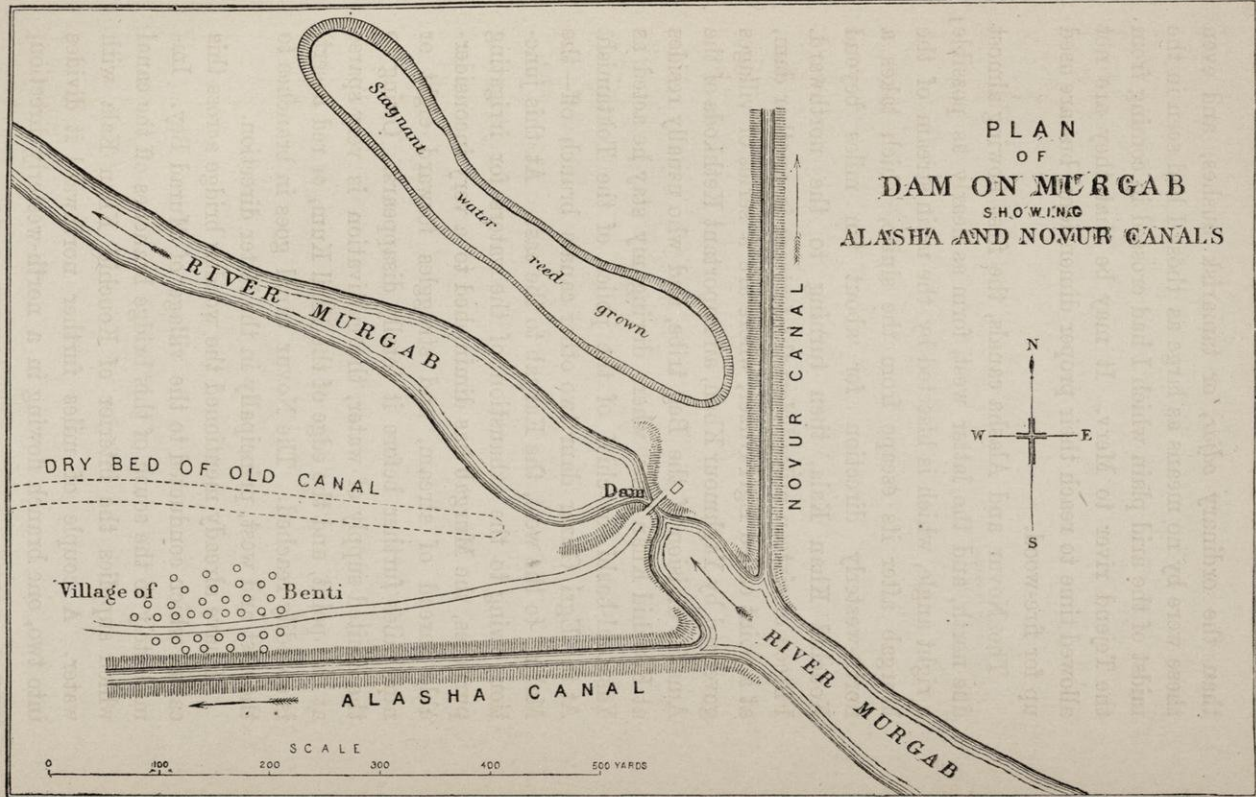 PLAN
OF
DAM ON MURGAB
SHOWING
ALASHA AND NOVUR CANALS
Stagnant
water
reed
grown
RIVER MURGAB
NOVUR CANAL
N
W E
S
DRY BED OF OLD CANAL
Dam
Village of Benti
RIVER MURGAB
ALASHA CANAL
SCALE
0 100 200 300 400 500 YARDS